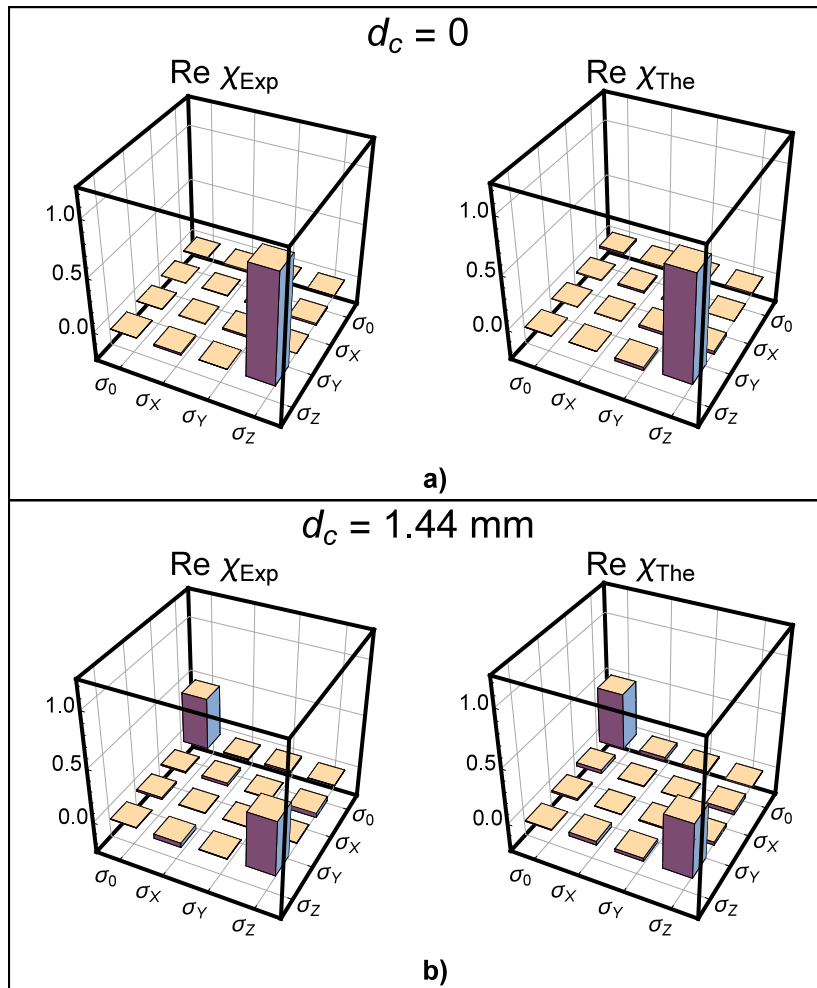 d_c = 0
Re χ_Exp
Re χ_The
1.0
0.5
0.0
σ_0
σ_X
σ_Y
σ_Z
σ_0
σ_X
σ_Y
σ_Z
1.0
0.5
0.0
σ_0
σ_X
σ_Y
σ_Z
σ_0
σ_X
σ_Y
σ_Z
a)
d_c = 1.44 mm
Re χ_Exp
Re χ_The
1.0
0.5
0.0
σ_0
σ_X
σ_Y
σ_Z
σ_0
σ_X
σ_Y
σ_Z
1.0
0.5
0.0
σ_0
σ_X
σ_Y
σ_Z
σ_0
σ_X
σ_Y
σ_Z
b)